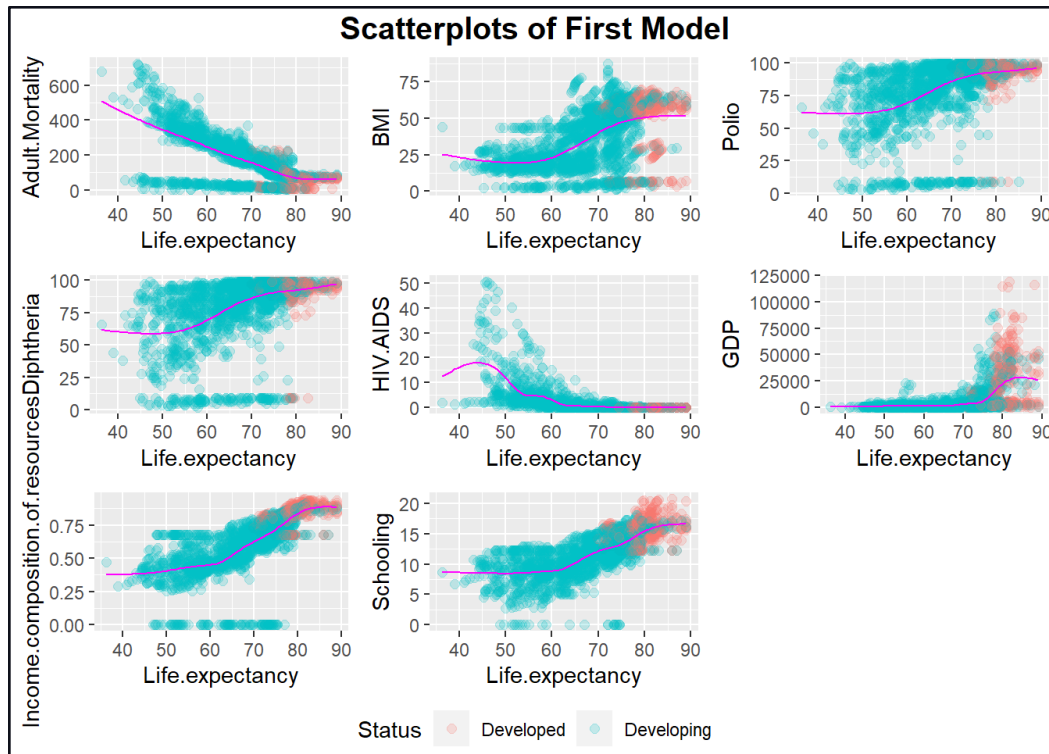 Scatterplots of First Model
Adult.Mortality
600
400
200
0
40 50 60 70 80 90
Life.expectancy
BMI
75
50
25
0
40 50 60 70 80 90
Life.expectancy
Polio
100
75
50
25
0
40 50 60 70 80 90
Life.expectancy
Diphtheria
100
75
50
25
0
40 50 60 70 80 90
Life.expectancy
HIV.AIDS
50
40
30
20
10
0
40 50 60 70 80 90
Life.expectancy
GDP
125000
100000
75000
50000
25000
0
40 50 60 70 80 90
Life.expectancy
Income.composition.of.resources
0.75
0.50
0.25
0.00
40 50 60 70 80 90
Life.expectancy
Schooling
20
15
10
5
0
40 50 60 70 80 90
Life.expectancy
Status Developed Developing